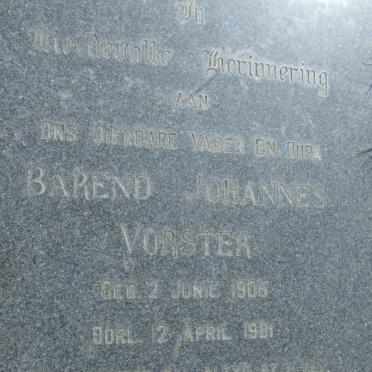 In
Liefdevolle Herinnering
AAN
ONS DIERBARE VADER EN OUPA
BAREND JOHANNES
VORSTER
GEB. 2 JUNIE 1906
OORL. 12 APRIL 1981